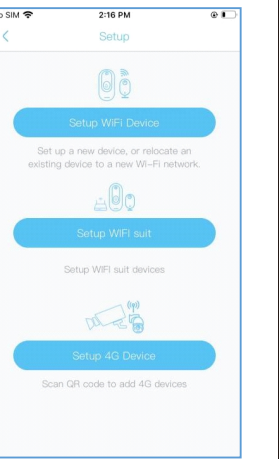 o SIM 2:16 PM
Setup
Setup WiFi Device
Set up a new device, or relocate an
existing device to a new Wi-Fi network.
Setup WIFI suit
Setup WIFI suit devices
Setup 4G Device
Scan QR code to add 4G devices